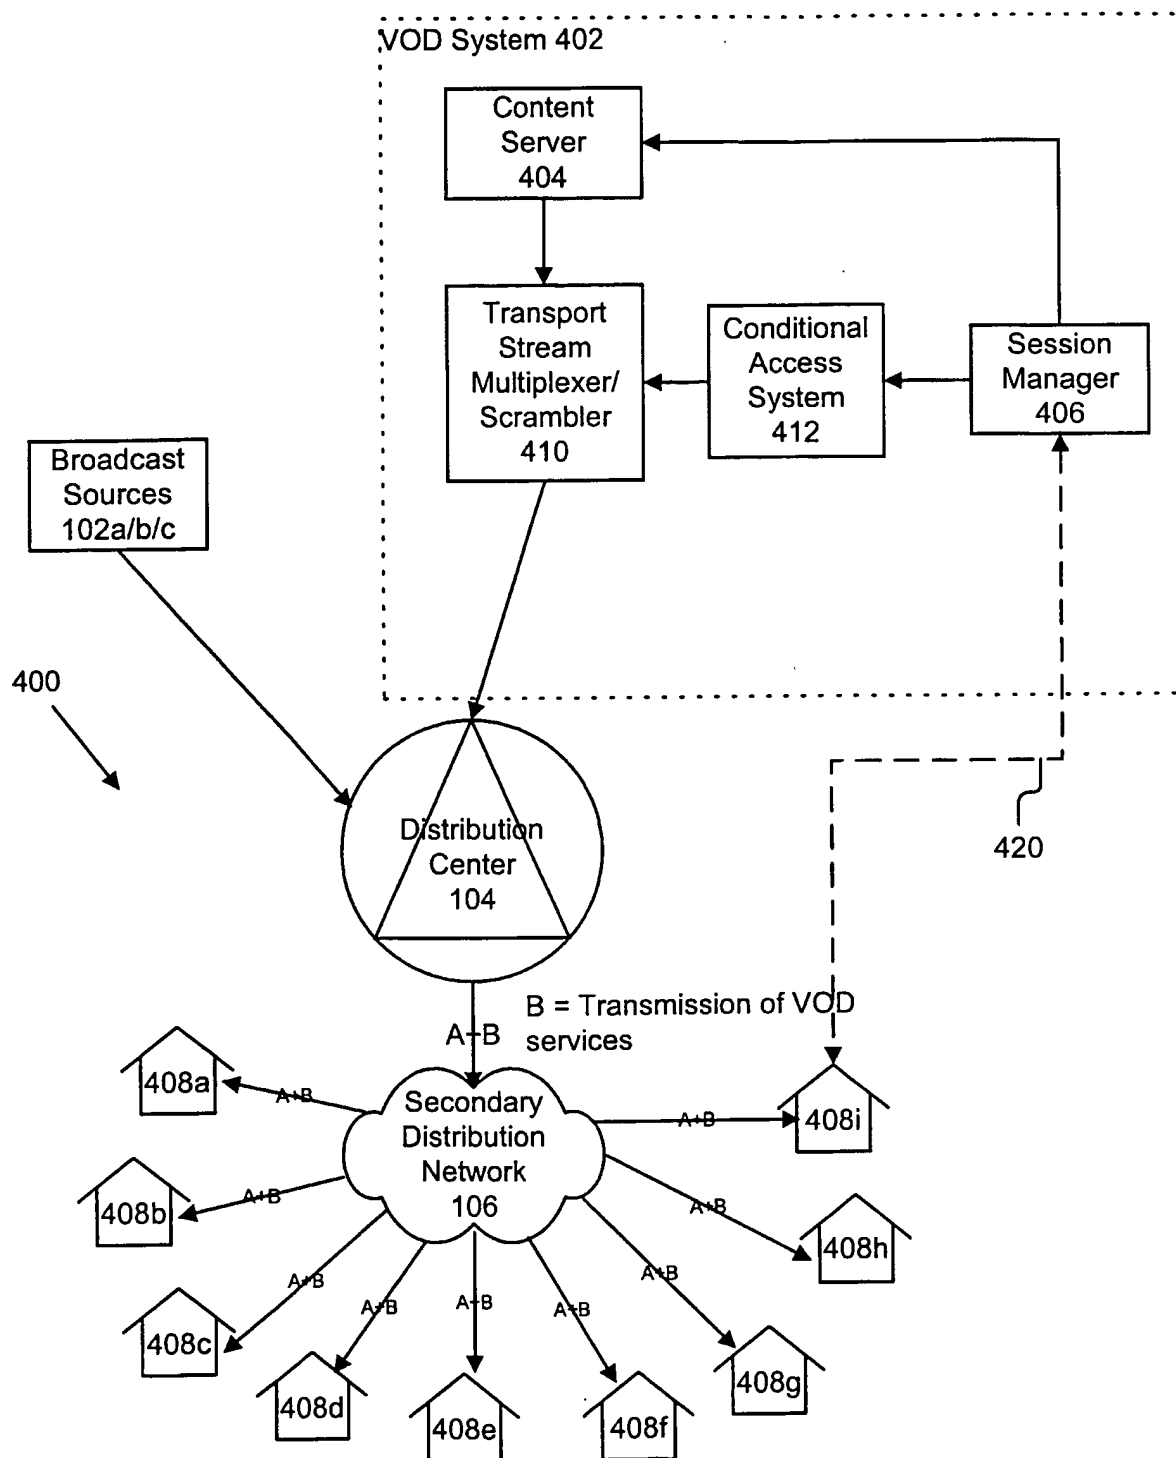 VOD System 402
Content
Server
404
Transport
Stream
Multiplexer/
Scrambler
410
Conditional
Access
System
412
Session
Manager
406
Broadcast
Sources
102a/b/c
400
Distribution
Center
104
420
B = Transmission of VOD
services
A+B
Secondary
Distribution
Network
106
408a
A+B
408b
A+B
408c
A+B
408d
A+B
408e
A+B
408f
A+B
408g
A+B
408h
A+B
408i
A+B